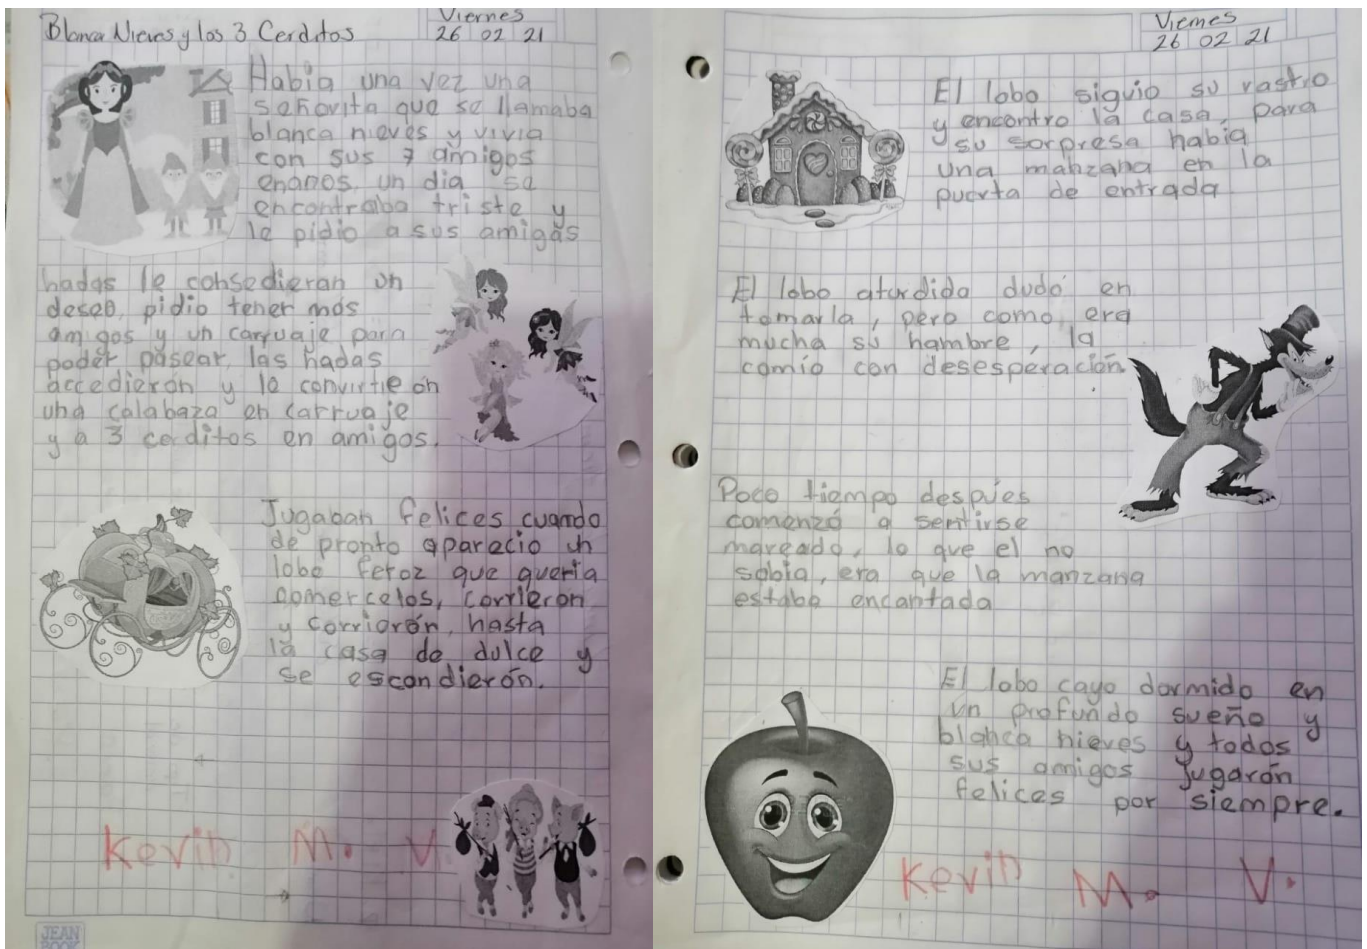 Blanca Nieves y los 3 Cerditos
Viernes
26 02 21
Habia una vez una
señorita que se llamaba
blanca nieves y vivia
con sus 7 amigos
enanos, un dia se
encontraba triste y
le pidio a sus amigas
hadas le consedieran un
deseo, pidio tener mas
amigos y un carruaje para
poder pasear, las hadas
accedierón y le convirtieón
una calabaza en carruaje
y a 3 cerditos en amigos.
Jugaban felices cuando
de pronto aparecio un
lobo feroz que queria
comercelos, corrieron
y corrierón, hasta
la casa de dulce y
se escondierón.
Kevin M. V.
JEAN
BOOK
Viernes
26 02 21
El lobo siguio su rastro
y encontro la casa, para
su sorpresa habia
una manzana en la
puerta de entrada
El lobo aturdido dudó en
tomarla, pero como era
mucha su hambre, la
comio con desesperación
Poco tiempo despúes
comenzó a sentirse
mareado, lo que el no
sabia, era que la manzana
estaba encantada
El lobo cayo dormido en
un profundo sueño y
blanca nieves y todos
sus amigos jugarón
felices por siempre.
Kevin M. V.